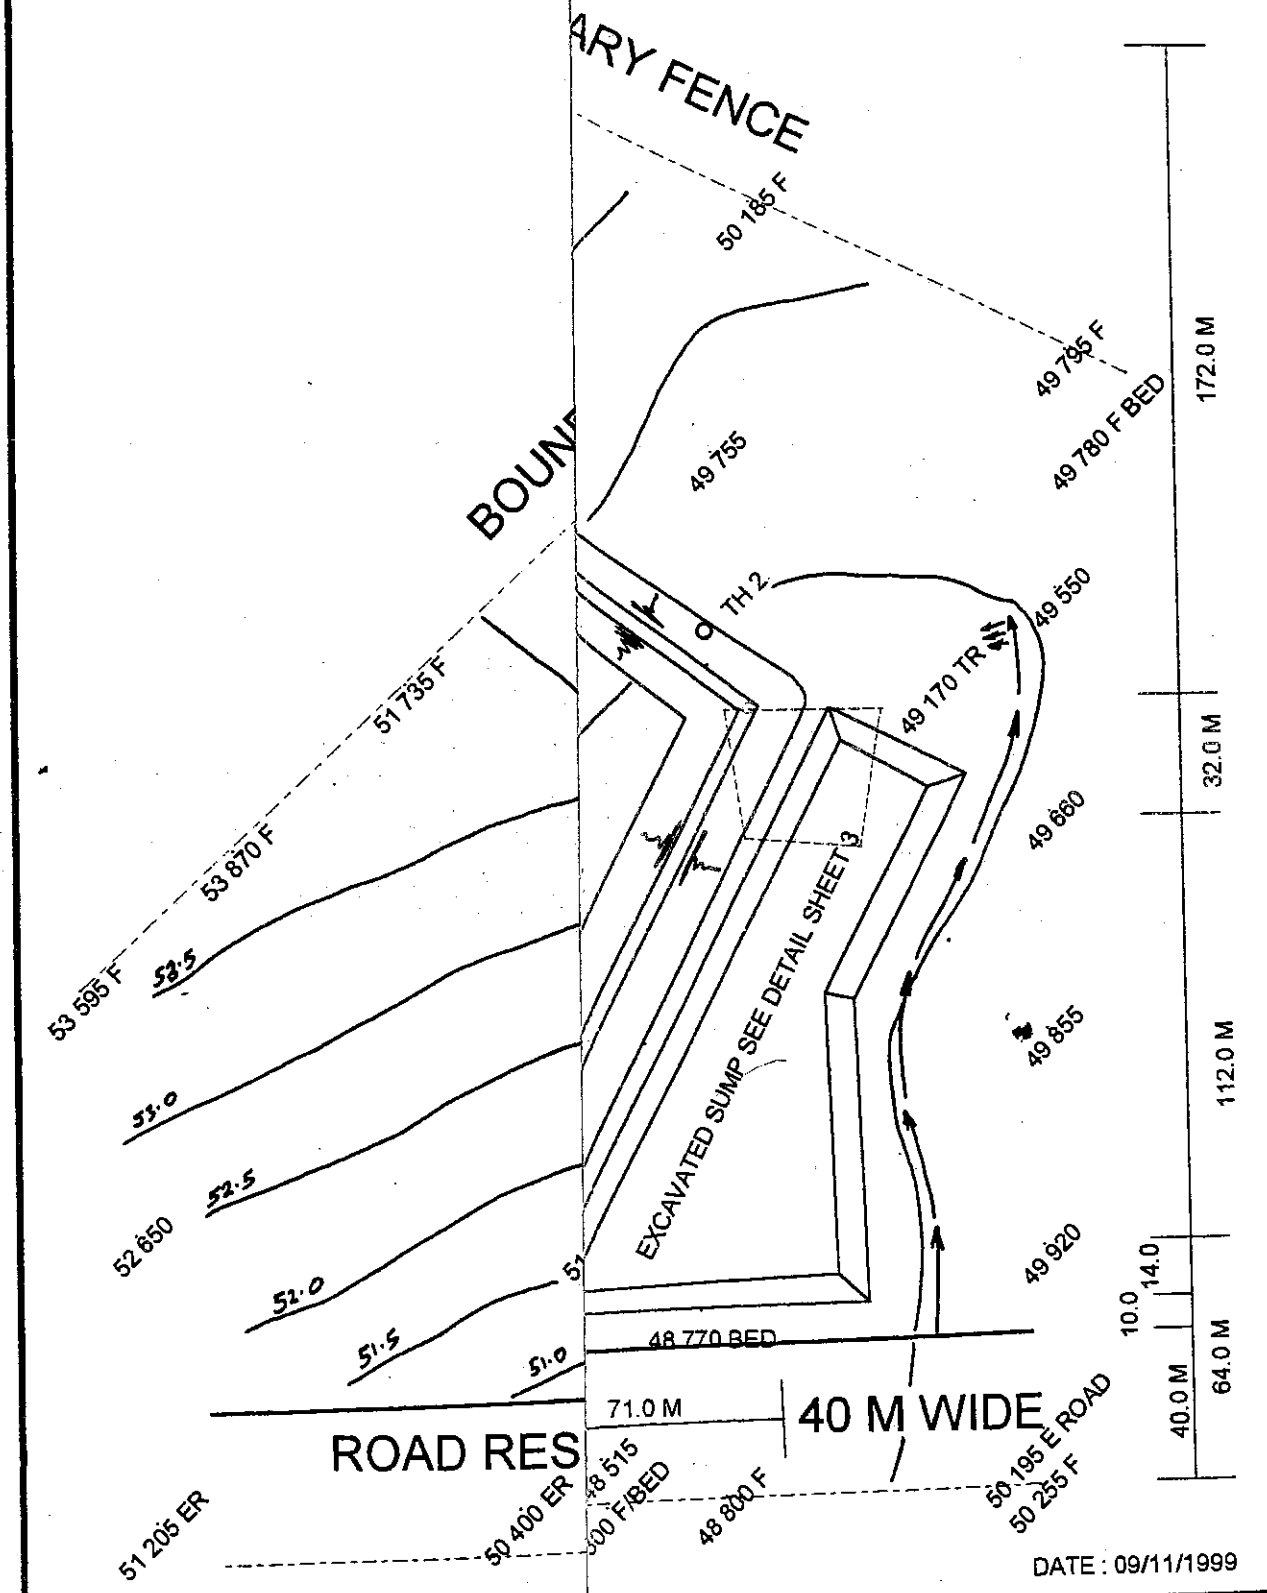 ARY FENCE
50 185 F
49 795 F
49 780 F BED
172.0 M
49 755
BOUN
TH 2
49 550
49 170 TR
51 735 F
32.0 M
49 660
53 870 F
53.5
53 595 F
EXCAVATED SUMP SEE DETAIL SHEET 3
49 855
112.0 M
53.0
52.5
52 650
52.0
51
49 920
14.0
10.0
51.5
51.0
48 770 BED
64.0 M
40.0 M
71.0 M
40 M WIDE
ROAD RES
50 195 E ROAD
50 255 F
51 205 ER
50 400 ER
48 515
500 F/BED
48 800 F
DATE : 09/11/1999